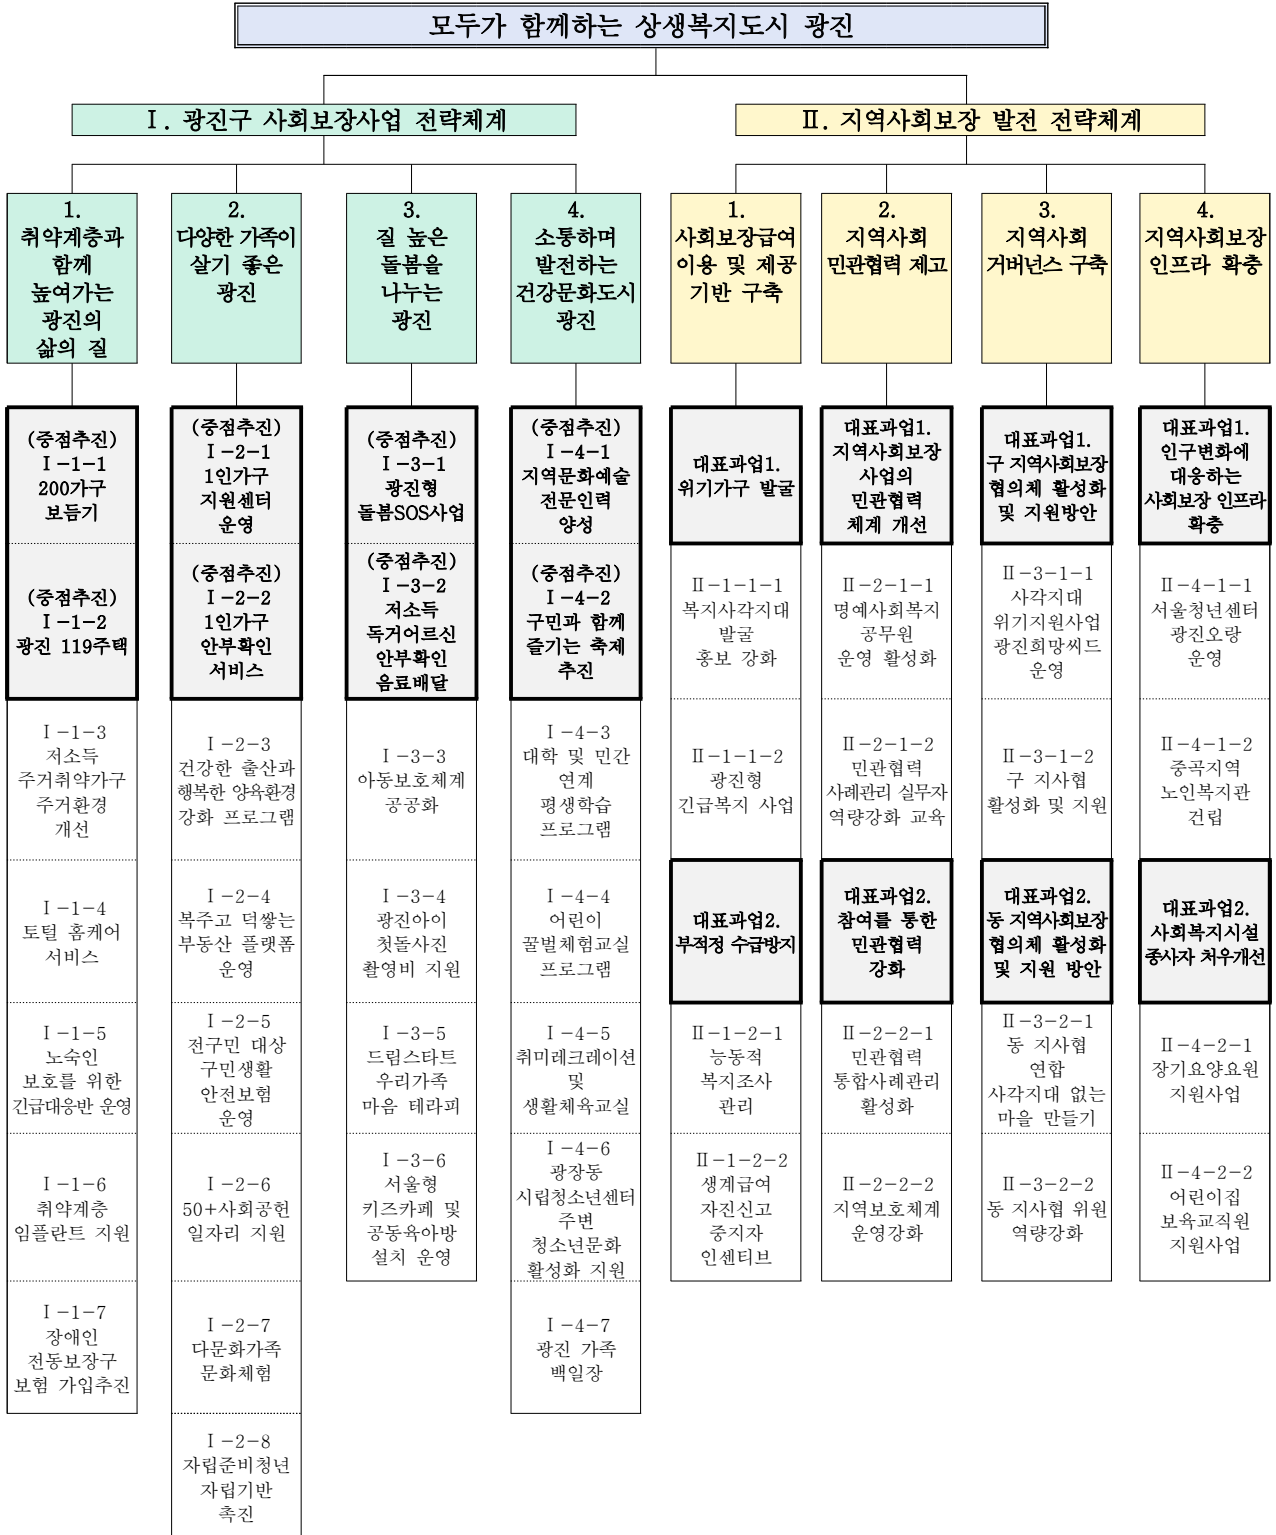 모두가 함께하는 상생복지도시 광진
Ⅰ. 광진구 사회보장사업 전략체계
Ⅱ. 지역사회보장 발전 전략체계
1.
취약계층과
함께
높여가는
광진의
삶의 질
2.
다양한 가족이
살기 좋은
광진
3.
질 높은
돌봄을
나누는
광진
4.
소통하며
발전하는
건강문화도시
광진
1.
사회보장급여
이용 및 제공
기반 구축
2.
지역사회
민관협력 제고
3.
지역사회
거버넌스 구축
4.
지역사회보장
인프라 확충
(중점추진)
Ⅰ-1-1
200가구
보듬기
(중점추진)
Ⅰ-1-2
광진 119주택
Ⅰ-1-3
저소득
주거취약가구
주거환경
개선
Ⅰ-1-4
토털 홈케어
서비스
Ⅰ-1-5
노숙인
보호를 위한
긴급대응반 운영
Ⅰ-1-6
취약계층
임플란트 지원
Ⅰ-1-7
장애인
전동보장구
보험 가입추진
(중점추진)
Ⅰ-2-1
1인가구
지원센터
운영
(중점추진)
Ⅰ-2-2
1인가구
안부확인
서비스
Ⅰ-2-3
건강한 출산과
행복한 양육환경
강화 프로그램
Ⅰ-2-4
복주고 덕쌓는
부동산 플랫폼
운영
Ⅰ-2-5
전구민 대상
구민생활
안전보험
운영
Ⅰ-2-6
50+사회공헌
일자리 지원
Ⅰ-2-7
다문화가족
문화체험
Ⅰ-2-8
자립준비청년
자립기반
촉진
(중점추진)
Ⅰ-3-1
광진형
돌봄SOS사업
(중점추진)
Ⅰ-3-2
저소득
독거어르신
안부확인
음료배달
Ⅰ-3-3
아동보호체계
공공화
Ⅰ-3-4
광진아이
첫돌사진
촬영비 지원
Ⅰ-3-5
드림스타트
우리가족
마음 테라피
Ⅰ-3-6
서울형
키즈카페 및
공동육아방
설치 운영
(중점추진)
Ⅰ-4-1
지역문화예술
전문인력
양성
(중점추진)
Ⅰ-4-2
구민과 함께
즐기는 축제
추진
Ⅰ-4-3
대학 및 민간
연계
평생학습
프로그램
Ⅰ-4-4
어린이
꿀벌체험교실
프로그램
Ⅰ-4-5
취미레크레이션
및
생활체육교실
Ⅰ-4-6
광장동
시립청소년센터
주변
청소년문화
활성화 지원
Ⅰ-4-7
광진 가족
백일장
대표과업1.
위기가구 발굴
Ⅱ-1-1-1
복지사각지대
발굴
홍보 강화
Ⅱ-1-1-2
광진형
긴급복지 사업
대표과업2.
부적정 수급방지
Ⅱ-1-2-1
능동적
복지조사
관리
Ⅱ-1-2-2
생계급여
자진신고
중지자
인센티브
대표과업1.
지역사회보장
사업의
민관협력
체계 개선
Ⅱ-2-1-1
명예사회복지
공무원
운영 활성화
Ⅱ-2-1-2
민관협력
사례관리 실무자
역량강화 교육
대표과업2.
참여를 통한
민관협력
강화
Ⅱ-2-2-1
민관협력
통합사례관리
활성화
Ⅱ-2-2-2
지역보호체계
운영강화
대표과업1.
구 지역사회보장
협의체 활성화
및 지원방안
Ⅱ-3-1-1
사각지대
위기지원사업
광진희망씨드
운영
Ⅱ-3-1-2
구 지사협
활성화 및 지원
대표과업2.
동 지역사회보장
협의체 활성화
및 지원 방안
Ⅱ-3-2-1
동 지사협
연합
사각지대 없는
마을 만들기
Ⅱ-3-2-2
동 지사협 위원
역량강화
대표과업1.
인구변화에
대응하는
사회보장 인프라
확충
Ⅱ-4-1-1
서울청년센터
광진오랑
운영
Ⅱ-4-1-2
중곡지역
노인복지관
건립
대표과업2.
사회복지시설
종사자 처우개선
Ⅱ-4-2-1
장기요양요원
지원사업
Ⅱ-4-2-2
어린이집
보육교직원
지원사업